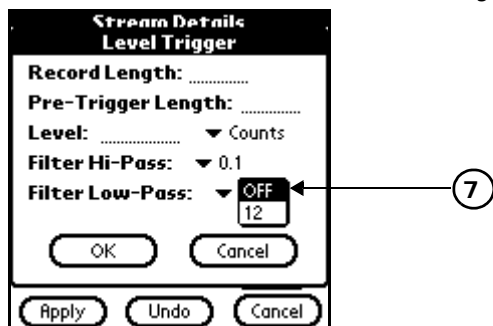 Stream Details
Level Trigger
Record Length:
Pre-Trigger Length:
Level: ▼ Counts
Filter Hi-Pass: ▼ 0.1
Filter Low-Pass: ▼ OFF
12
7
OK Cancel
Apply Undo Cancel